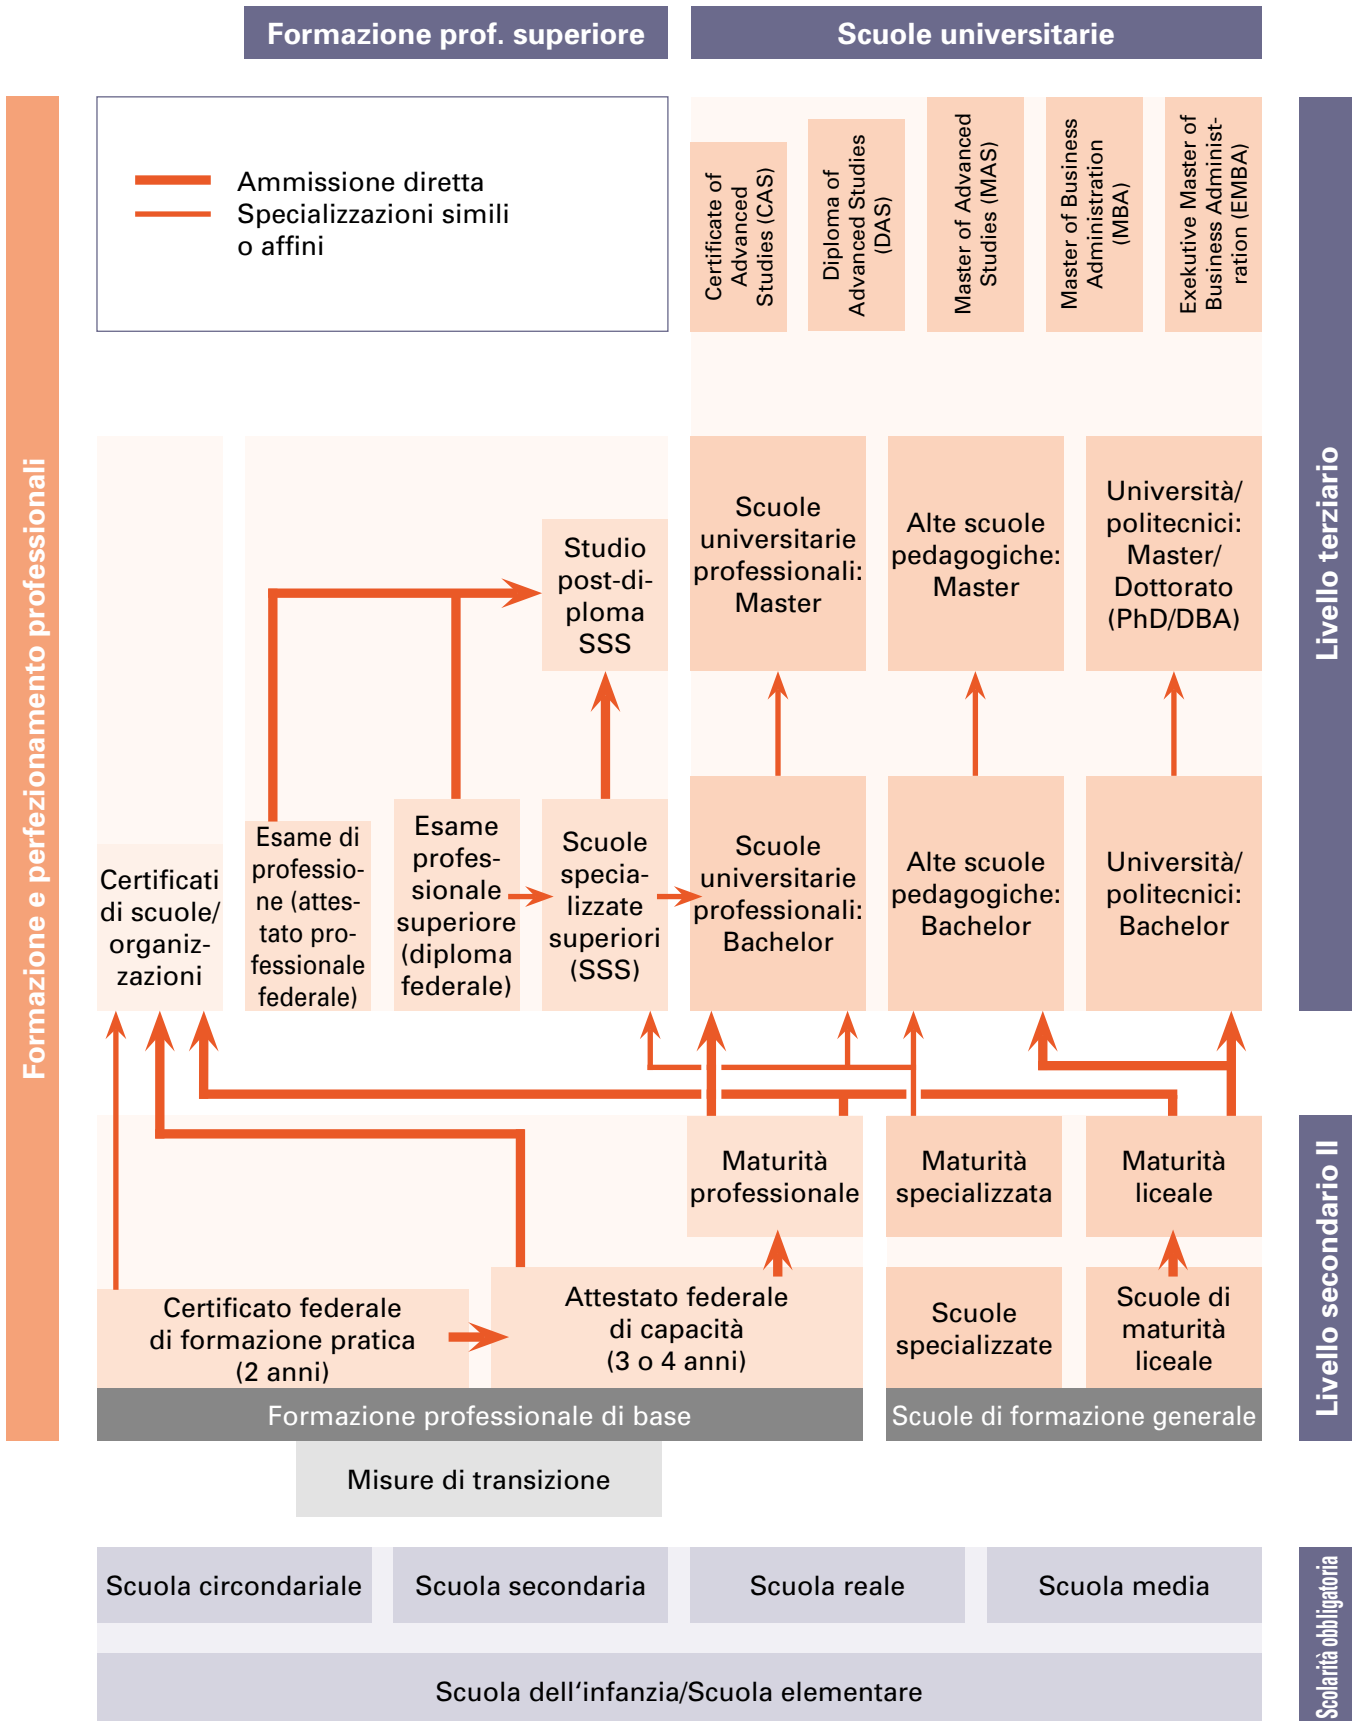 Formazione prof. superiore
Scuole universitarie
Formazione e perfezionamento professionali
Ammissione diretta
Specializzazioni simili
o affini
Certificate of
Advanced
Studies (CAS)
Diploma of
Advanced Studies
(DAS)
Master of Advanced
Studies (MAS)
Master of Business
Administration
(MBA)
Exekutive Master of
Business Administ-
ration (EMBA)
Livello terziario
Studio
post-di-
ploma
SSS
Scuole
universitarie
professionali:
Master
Alte scuole
pedagogiche:
Master
Università/
politecnici:
Master/
Dottorato
(PhD/DBA)
Certificati
di scuole/
organiz-
zazioni
Esame di
professio-
ne (attes-
tato pro-
fessionale
federale)
Esame
profes-
sionale
superiore
(diploma
federale)
Scuole
specia-
lizzate
superiori
(SSS)
Scuole
universitarie
professionali:
Bachelor
Alte scuole
pedagogiche:
Bachelor
Università/
politecnici:
Bachelor
Livello secondario II
Maturità
professionale
Maturità
specializzata
Maturità
liceale
Certificato federale
di formazione pratica
(2 anni)
Attestato federale
di capacità
(3 o 4 anni)
Scuole
specializzate
Scuole di
maturità
liceale
Formazione professionale di base
Scuole di formazione generale
Misure di transizione
Scuola circondariale
Scuola secondaria
Scuola reale
Scuola media
Scuola dell‘infanzia/Scuola elementare
Scolarità obbligatoria